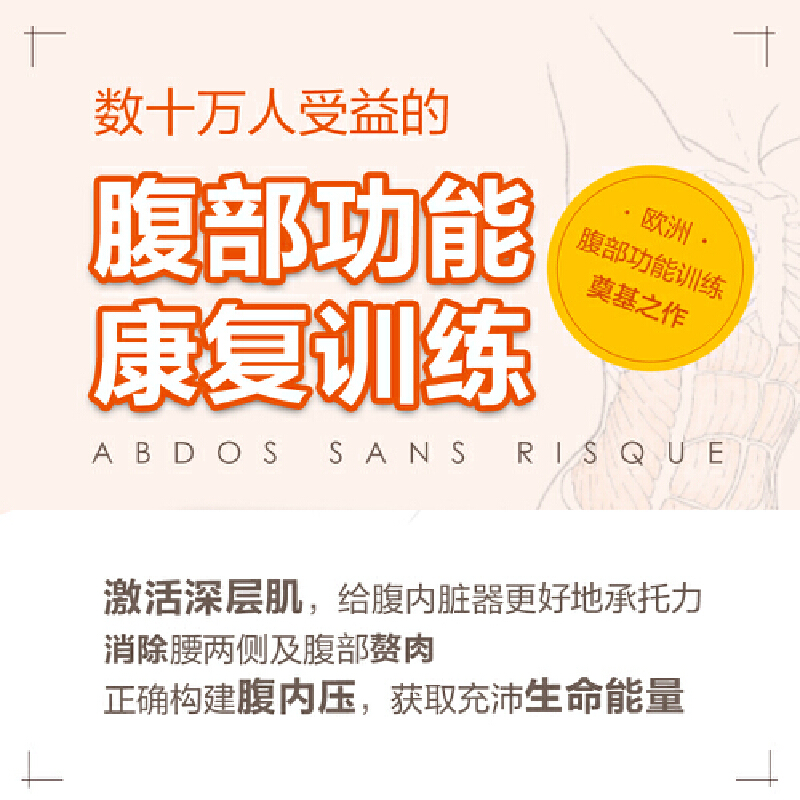 数十万人受益的
腹部功能
康复训练
· 欧洲 ·
腹部功能训练
奠基之作
ABDOS SANS RISQUE
激活深层肌，给腹内脏器更好地承托力
消除腰两侧及腹部赘肉
正确构建腹内压，获取充沛生命能量